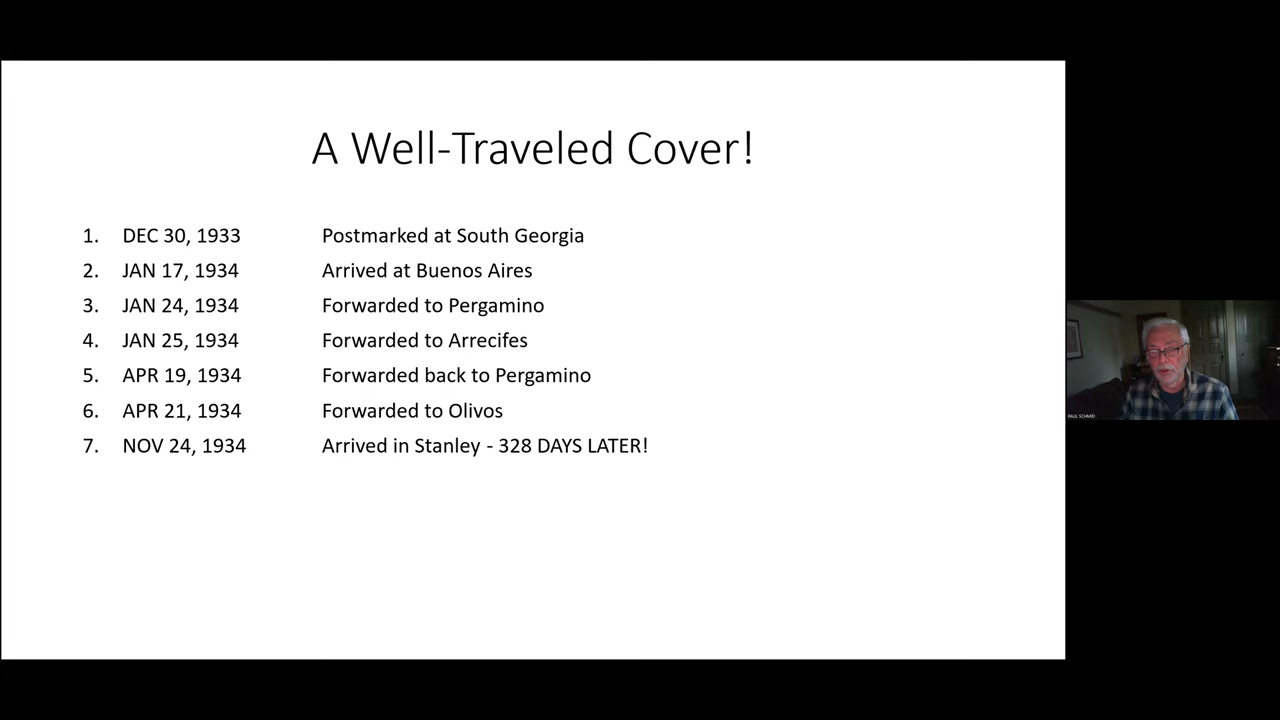 A Well-Traveled Cover!
1. DEC 30, 1933 Postmarked at South Georgia
2. JAN 17, 1934 Arrived at Buenos Aires
3. JAN 24, 1934 Forwarded to Pergamino
4. JAN 25, 1934 Forwarded to Arrecifes
5. APR 19, 1934 Forwarded back to Pergamino
6. APR 21, 1934 Forwarded to Olivos
7. NOV 24, 1934 Arrived in Stanley - 328 DAYS LATER!
PAUL SCHMID